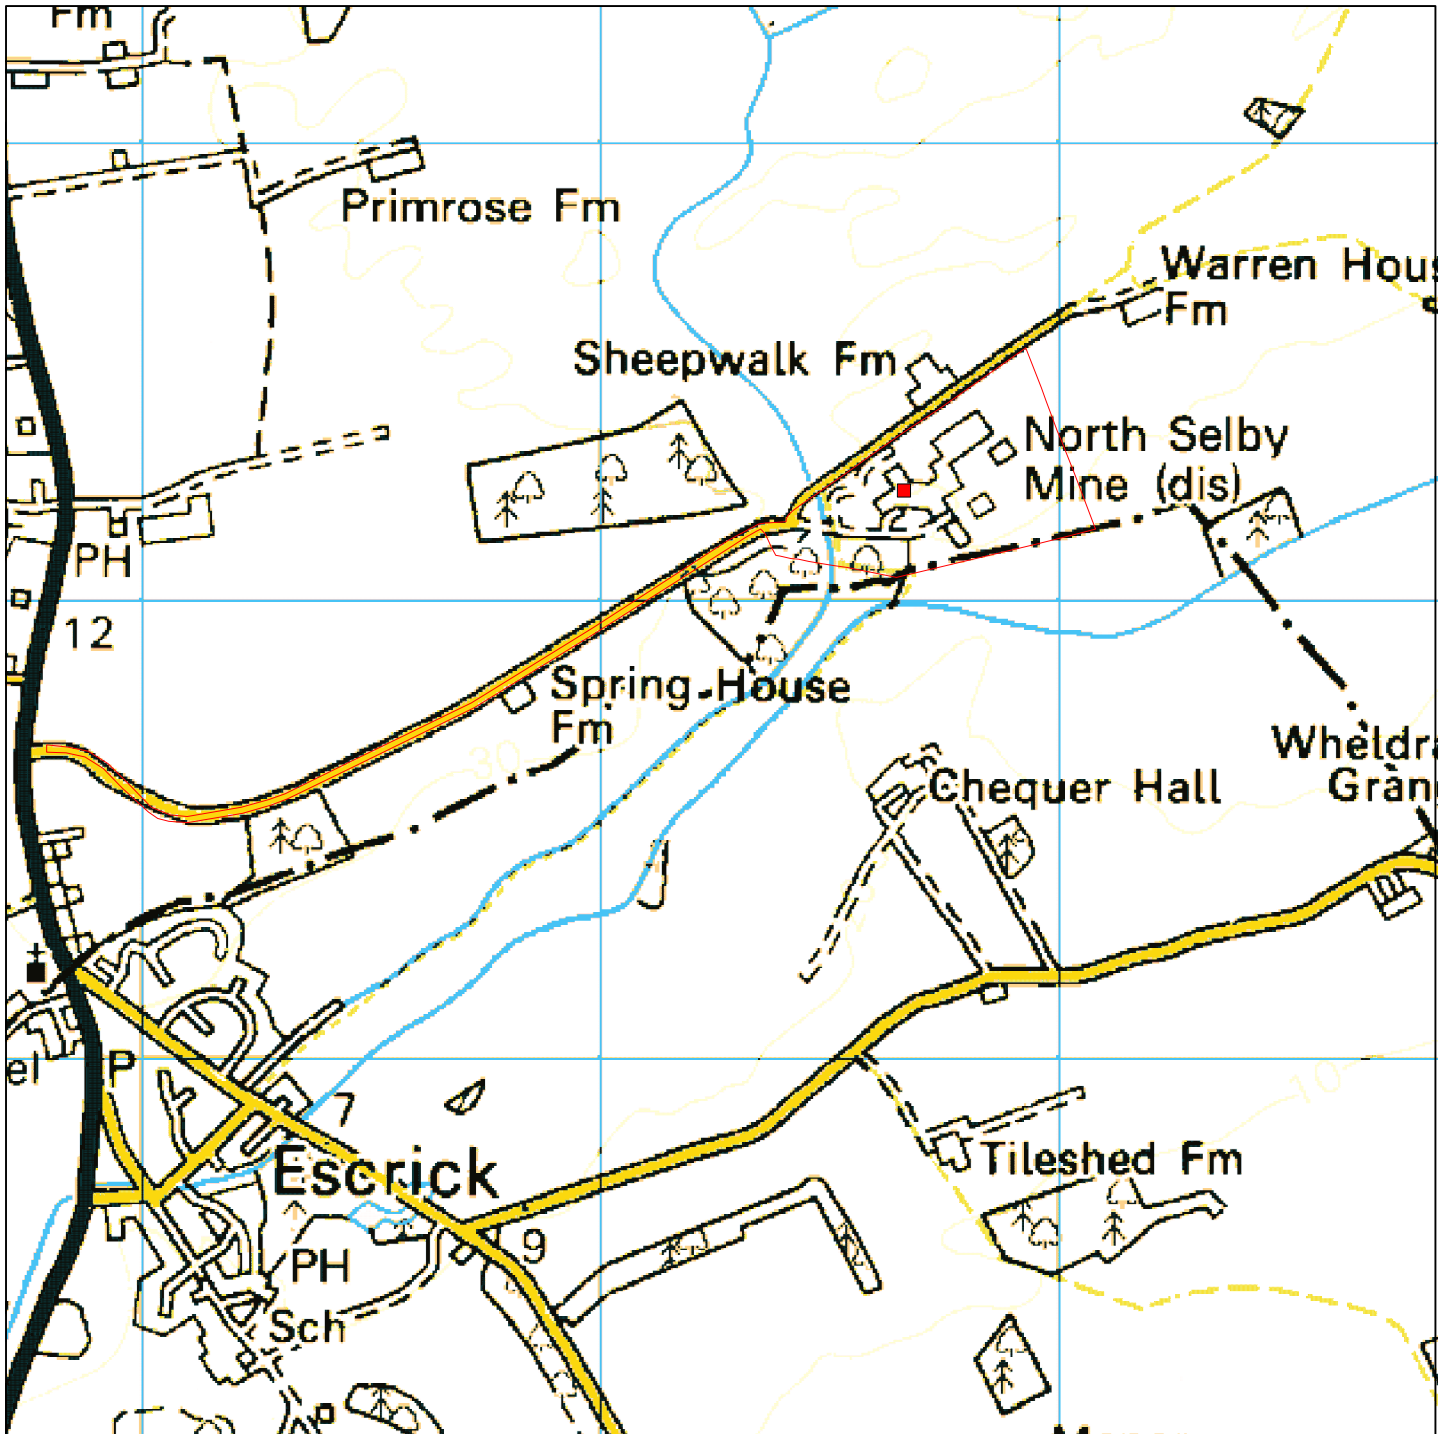 Fm
Primrose Fm
Warren Hous
Fm
Sheepwalk Fm
North Selby
Mine (dis)
PH
12
Spring House
Fm
30
Wheldra
Grang
Chequer Hall
el
P
10
7
Escrick
Tileshed Fm
9
PH
Sch